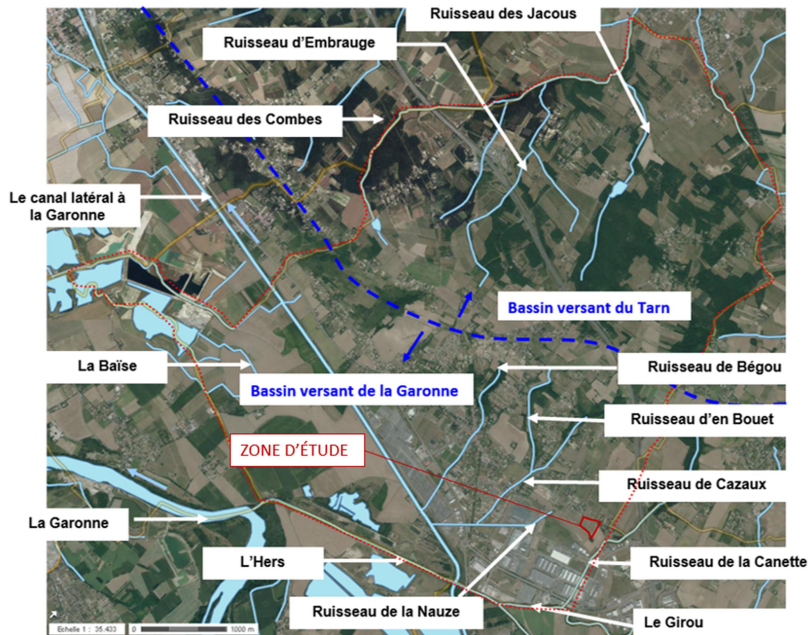 Ruisseau des Jacous
Ruisseau d'Embrauge
Ruisseau des Combes
Le canal latéral à
la Garonne
Bassin versant du Tarn
La Baïse
Ruisseau de Bégou
Bassin versant de la Garonne
Ruisseau d'en Bouet
ZONE D'ÉTUDE
Ruisseau de Cazaux
La Garonne
L'Hers
Ruisseau de la Canette
Ruisseau de la Nauze
Le Girou
Echelle 1 : 35.433
0
1000 m